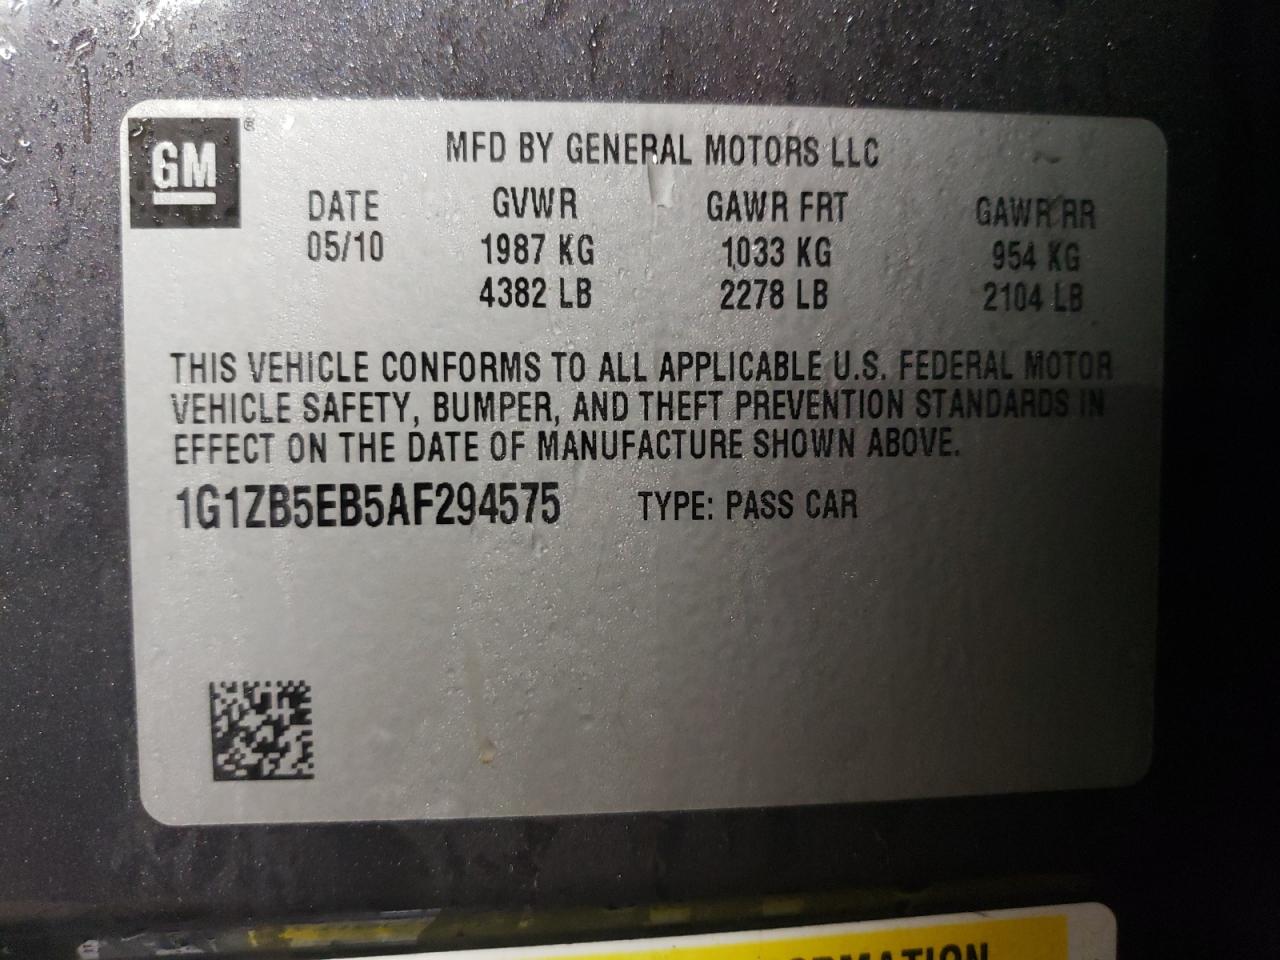 GM ®
MFD BY GENERAL MOTORS LLC
DATE GVWR GAWR FRT GAWR RR
05/10 1987 KG 1033 KG 954 KG
4382 LB 2278 LB 2104 LB
THIS VEHICLE CONFORMS TO ALL APPLICABLE U.S. FEDERAL MOTOR
VEHICLE SAFETY, BUMPER, AND THEFT PREVENTION STANDARDS IN
EFFECT ON THE DATE OF MANUFACTURE SHOWN ABOVE.
1G1ZB5EB5AF294575 TYPE: PASS CAR